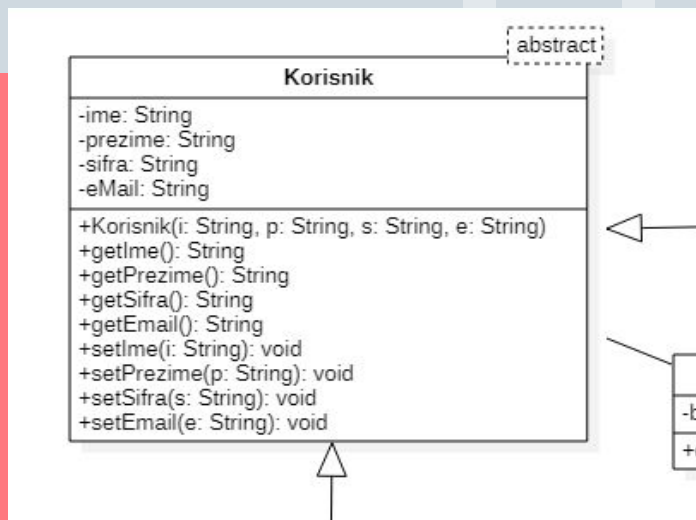 abstract
Korisnik
-ime: String
-prezime: String
-sifra: String
-eMail: String
+Korisnik(i: String, p: String, s: String, e: String)
+getIme(): String
+getPrezime(): String
+getSifra(): String
+getEmail(): String
+setIme(i: String): void
+setPrezime(p: String): void
+setSifra(s: String): void
+setEmail(e: String): void